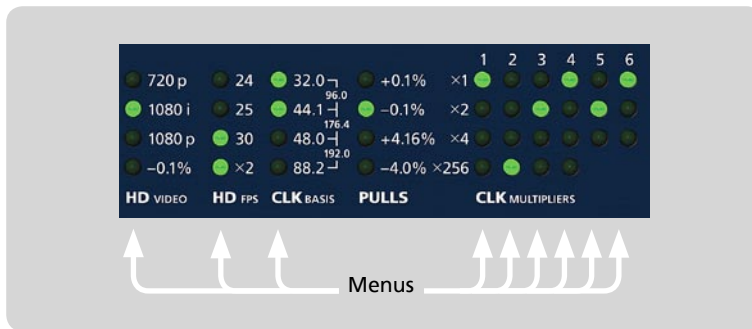 1 2 3 4 5 6
720 p 24 32.0 +0.1% ×1
96.0
1080 i 25 44.1 −0.1% ×2
176.4
1080 p 30 48.0 +4.16% ×4
192.0
−0.1% ×2 88.2 −4.0% ×256
HD VIDEO HD FPS CLK BASIS PULLS CLK MULTIPLIERS
Menus